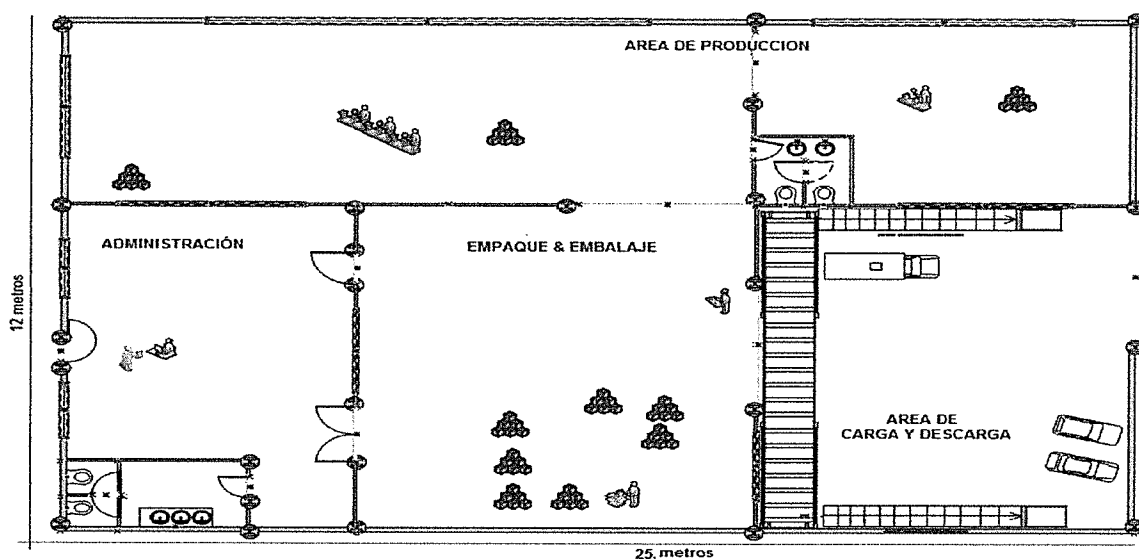 AREA DE PRODUCCION
ADMINISTRACIÓN
EMPAQUE & EMBALAJE
12 metros
AREA DE
CARGA Y DESCARGA
25. metros